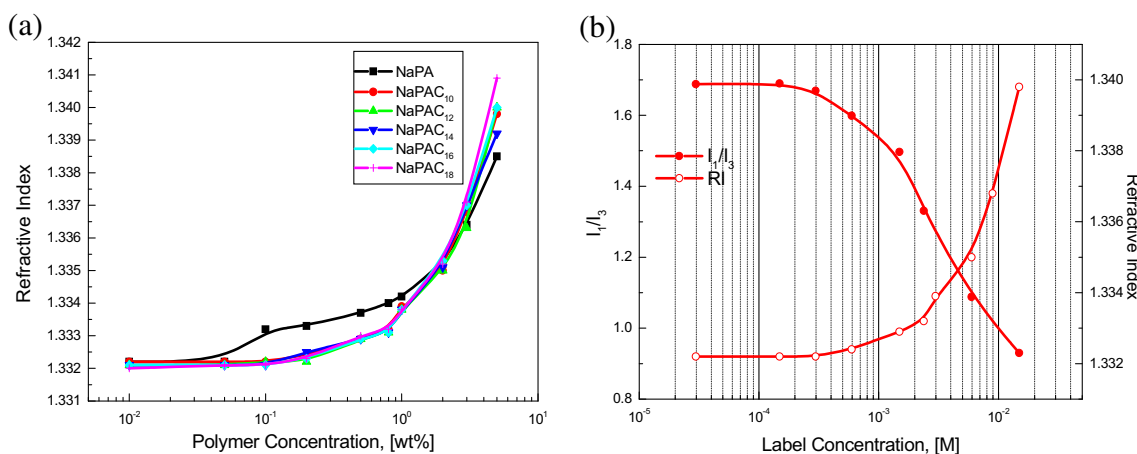 (a)
1.342
1.341
1.340
1.339
1.338
1.337
1.336
1.335
1.334
1.333
1.332
1.331
Refractive Index
NaPA
NaPAC₁₀
NaPAC₁₂
NaPAC₁₄
NaPAC₁₆
NaPAC₁₈
10⁻² 10⁻¹ 10⁰ 10¹
Polymer Concentration, [wt%]
(b)
1.8
1.6
1.4
1.2
1.0
0.8
I₁/I₃
I₁/I₃
RI
1.340
1.338
1.336
1.334
1.332
Refractive Index
10⁻⁵ 10⁻⁴ 10⁻³ 10⁻²
Label Concentration, [M]